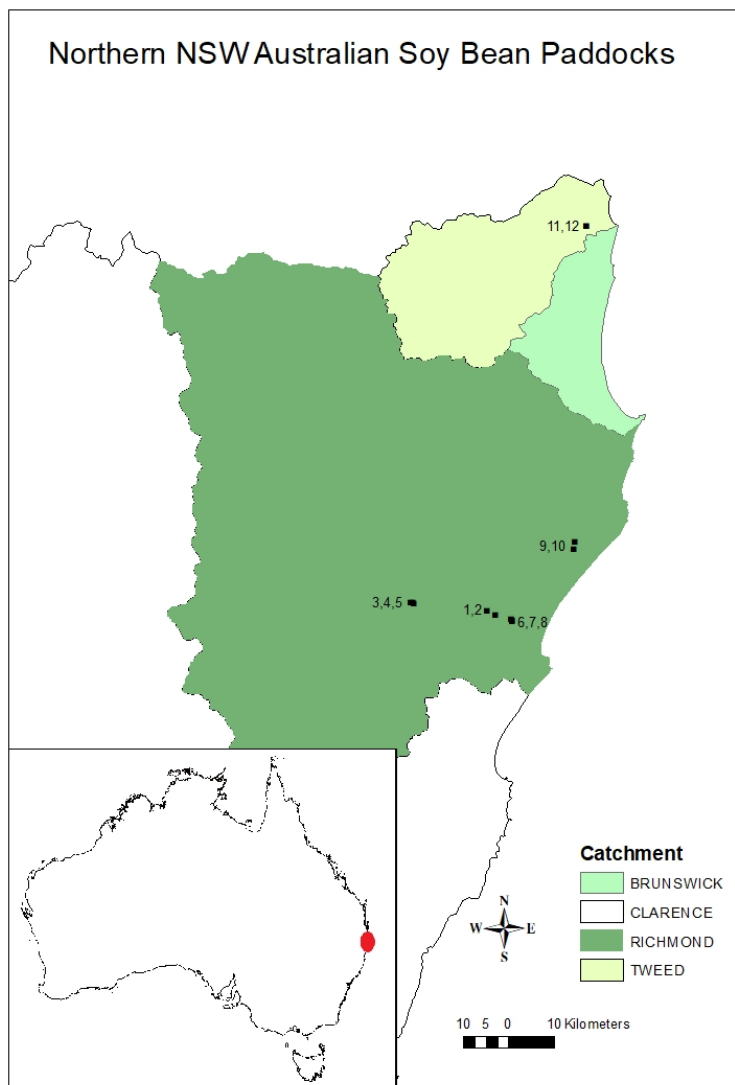 Northern NSW Australian Soy Bean Paddocks
11,12
9,10
3,4,5
1,2
6,7,8
Catchment
BRUNSWICK
CLARENCE
RICHMOND
TWEED
N
W E
S
10 5 0 10 Kilometers